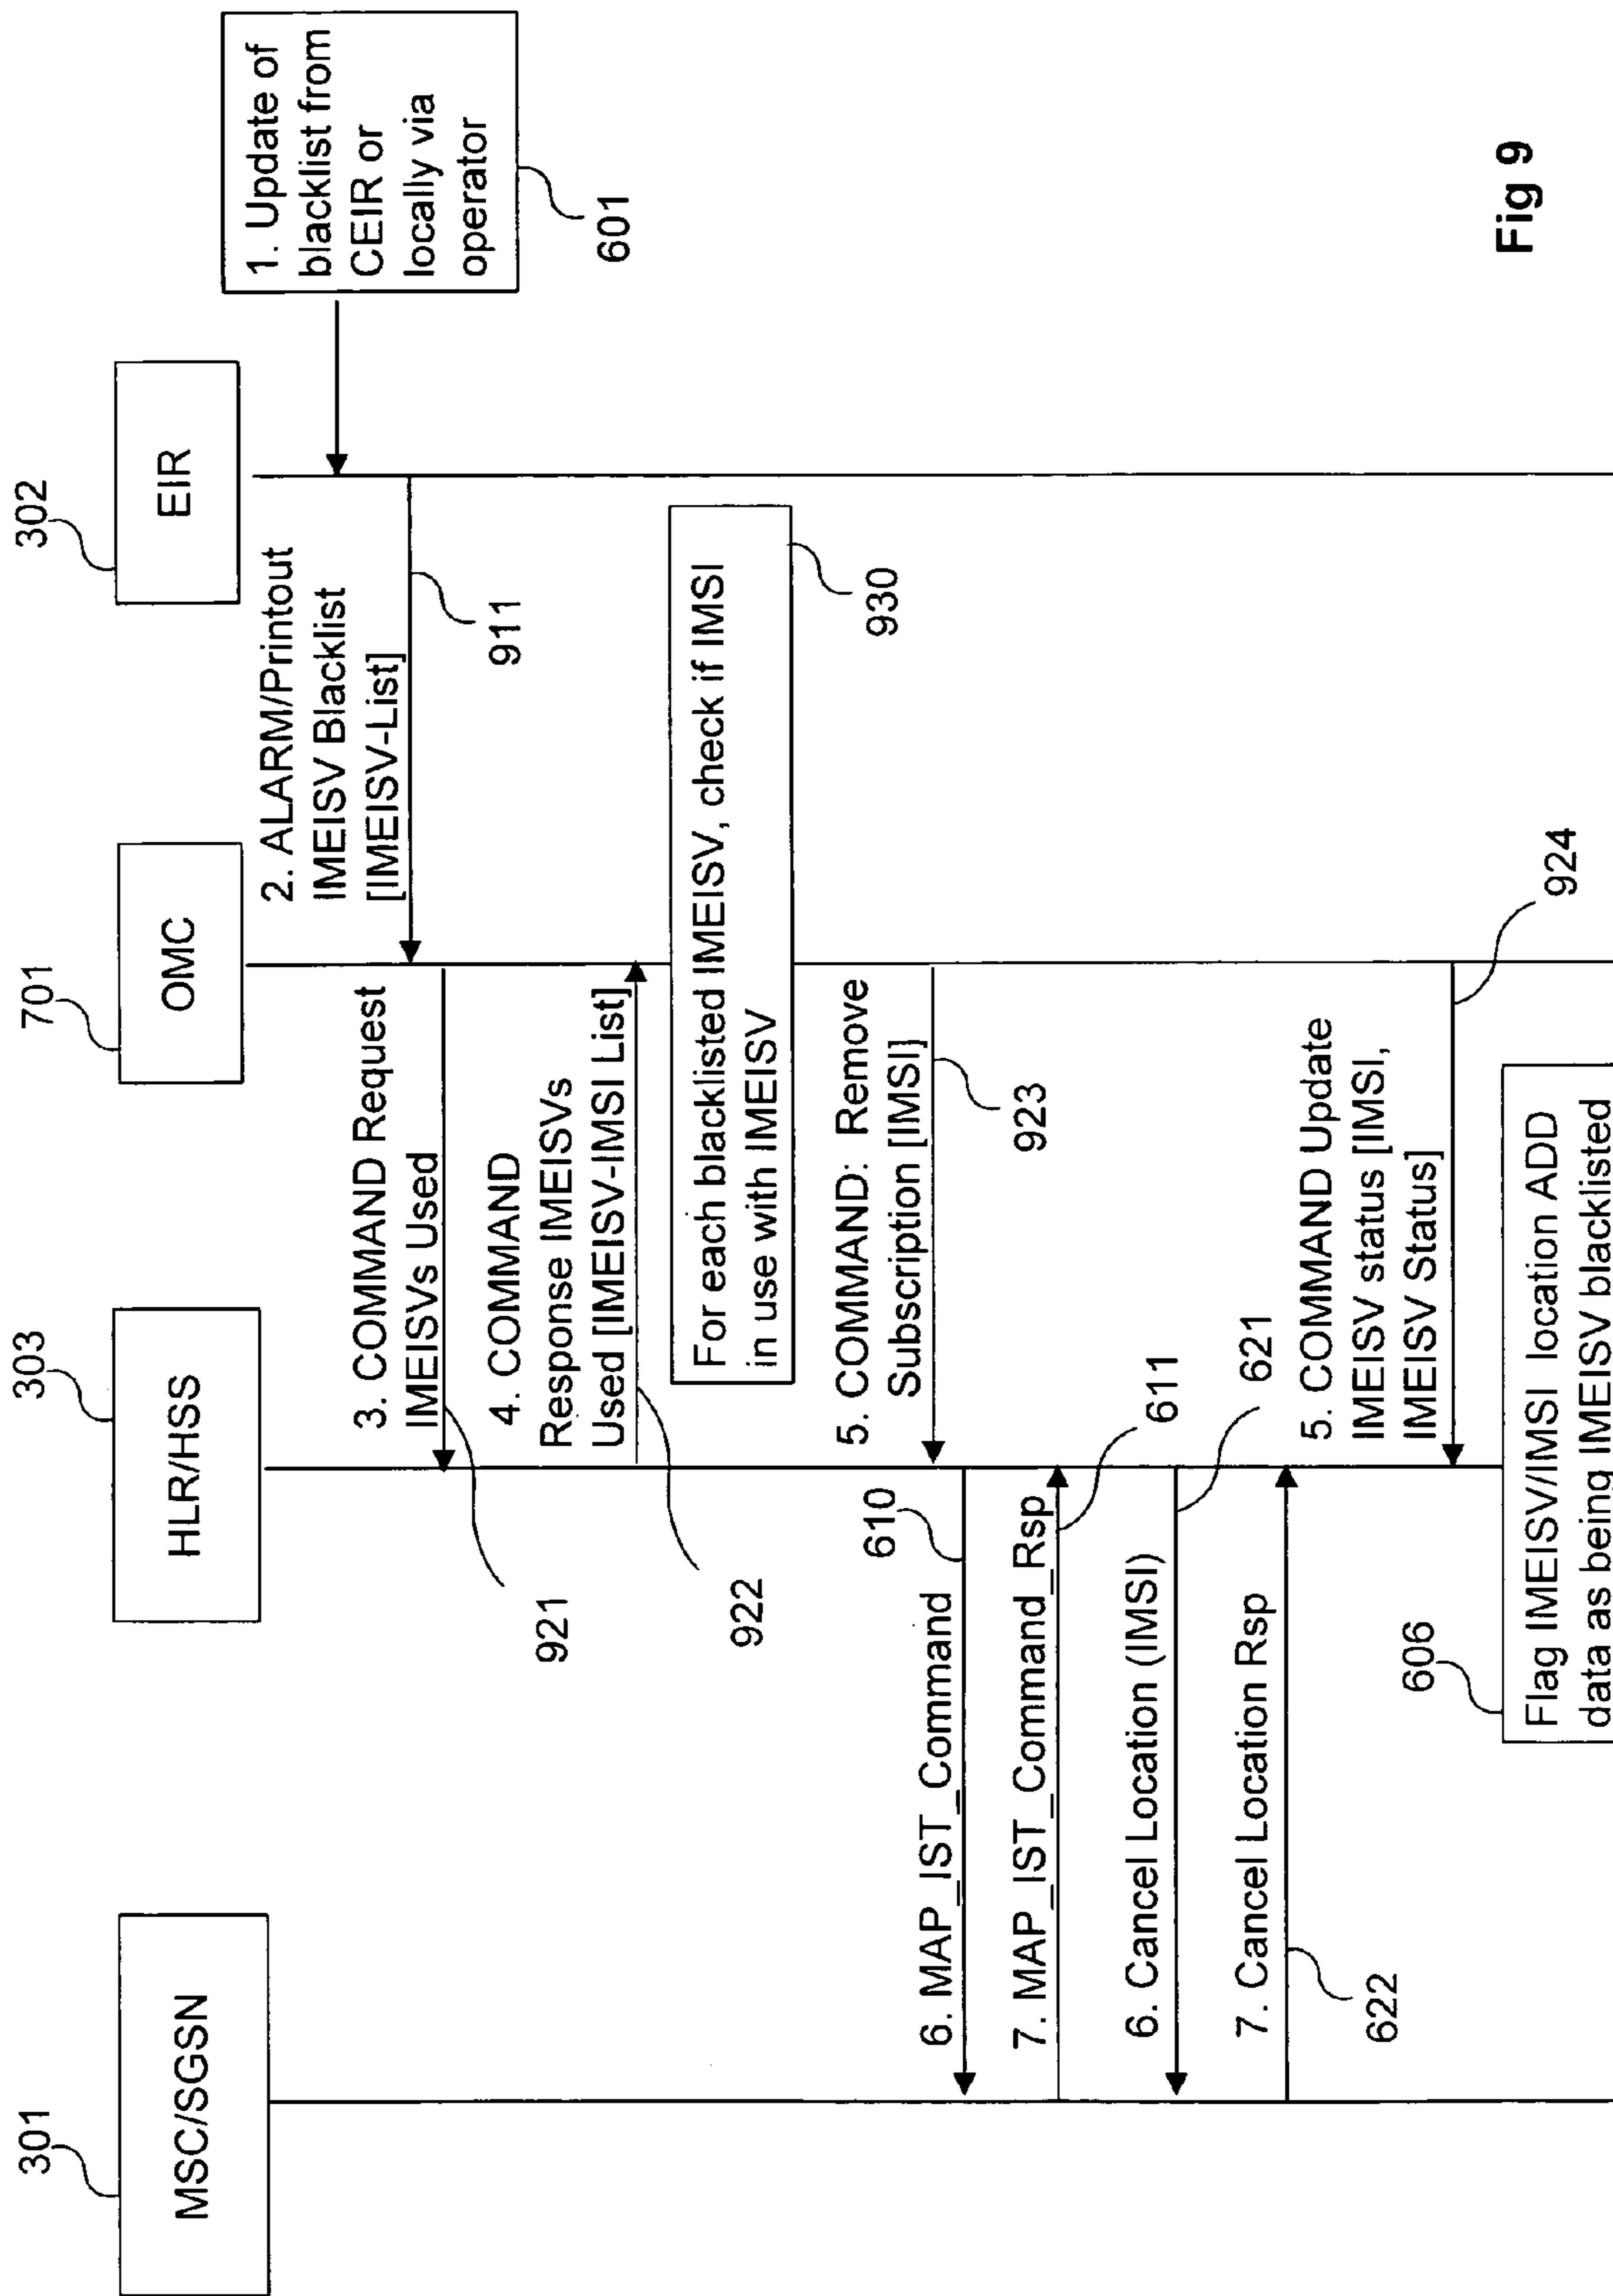 301
MSC/SGSN
303
HLR/HSS
701
OMC
302
EIR
1. Update of
blacklist from
CEIR or
locally via
operator
601
2. ALARM/Printout
IMEISV Blacklist
[IMEISV-List]
911
3. COMMAND Request
IMEISVs Used
921
4. COMMAND
Response IMEISVs
Used [IMEISV-IMSI List]
922
For each blacklisted IMEISV, check if IMSI
in use with IMEISV
930
5. COMMAND: Remove
Subscription [IMSI]
923
6. MAP_IST_Command
610
7. MAP_IST_Command_Rsp
611
6. Cancel Location (IMSI)
621
7. Cancel Location Rsp
622
5. COMMAND Update
IMEISV status [IMSI,
IMEISV Status]
924
606
Flag IMEISV/IMSI location ADD
data as being IMEISV blacklisted
Fig 9